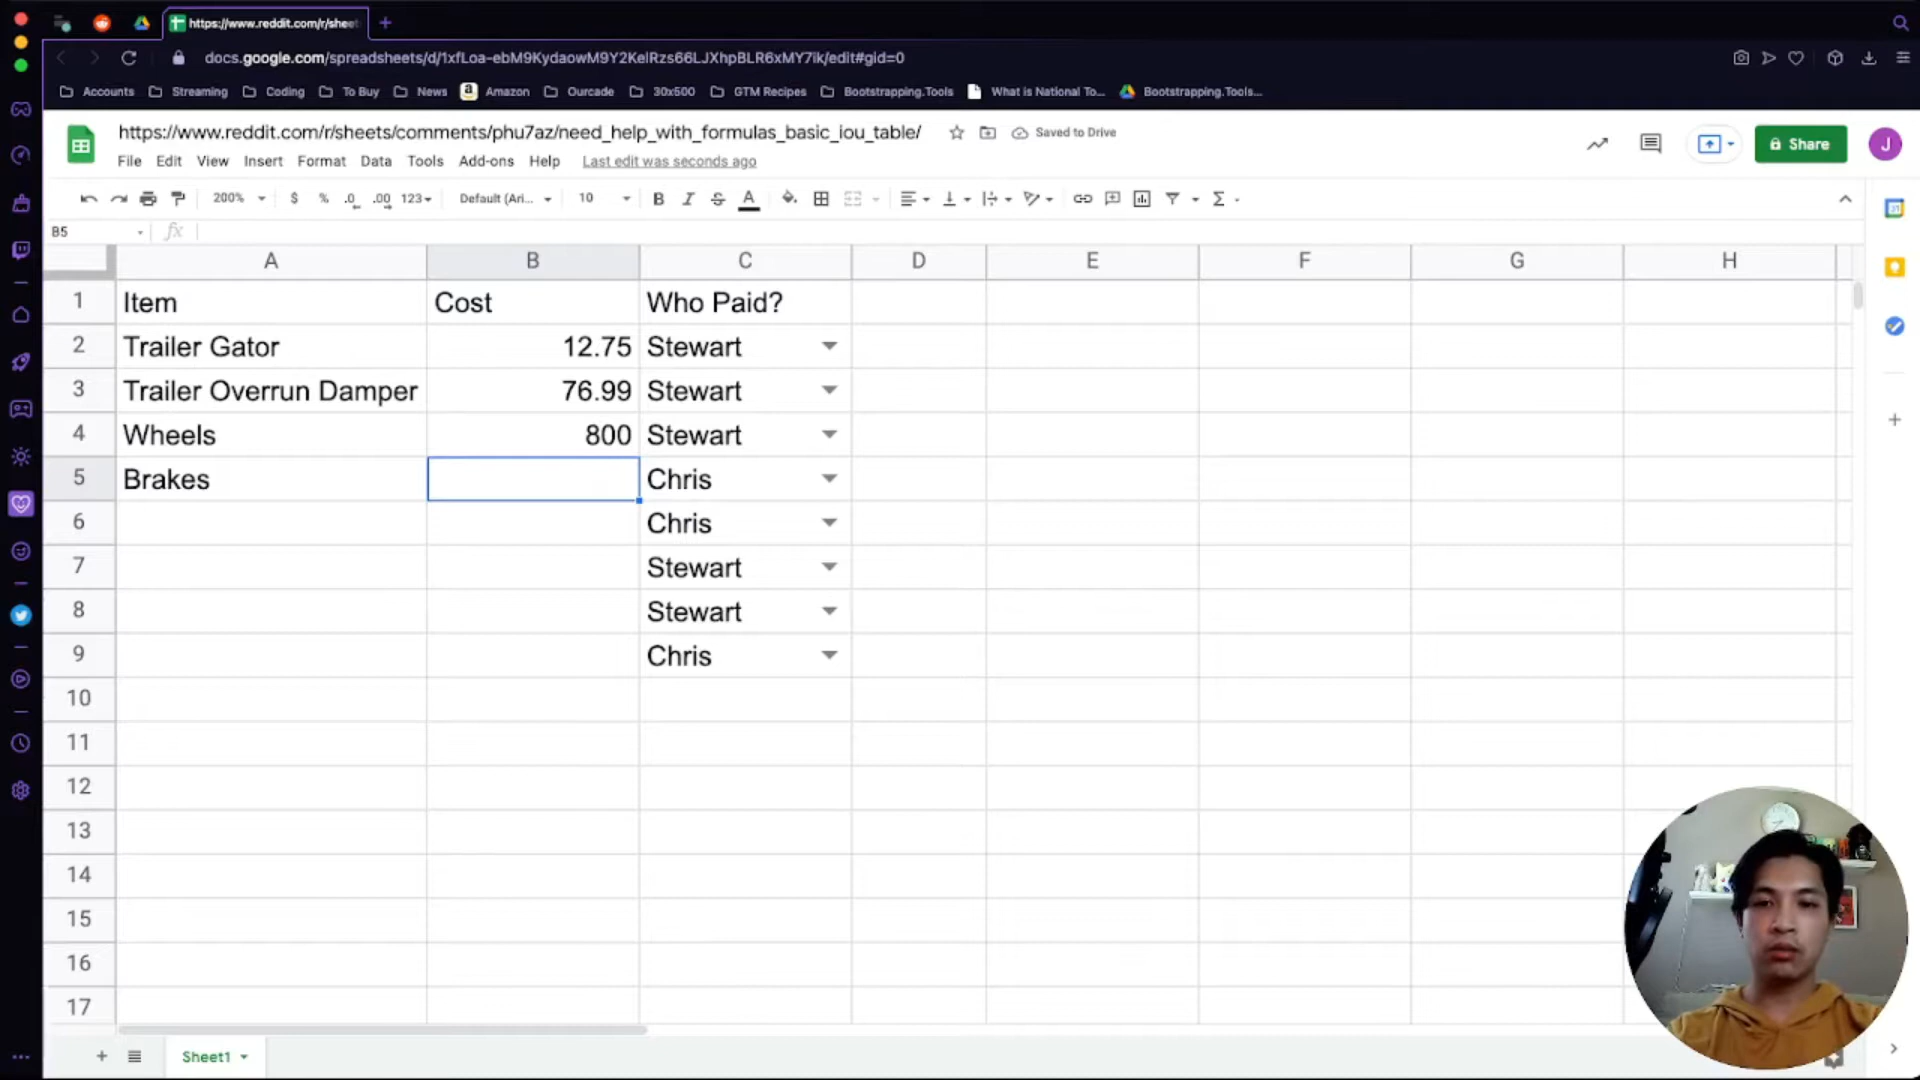 https://www.reddit.com/r/shee
docs.google.com/spreadsheets/d/1xfLoa-ebM9KydaowM9Y2KelRzs66LJXhpBLR6xMY7ik/edit#gid=0
Accounts Streaming Coding To Buy News Amazon Ourcade 30x500 GTM Recipes Bootstrapping.Tools What is National To... Bootstrapping.Tools...
https://www.reddit.com/r/sheets/comments/phu7az/need_help_with_formulas_basic_iou_table/ Saved to Drive
File Edit View Insert Format Data Tools Add-ons Help Last edit was seconds ago
Share
J
200% $ % .0 .00 123 Default (Ari... 10 B I S A Σ
B5 fx
A B C D E F G H
1 Item Cost Who Paid?
2 Trailer Gator 12.75 Stewart
3 Trailer Overrun Damper 76.99 Stewart
4 Wheels 800 Stewart
5 Brakes Chris
6 Chris
7 Stewart
8 Stewart
9 Chris
10
11
12
13
14
15
16
17
Sheet1